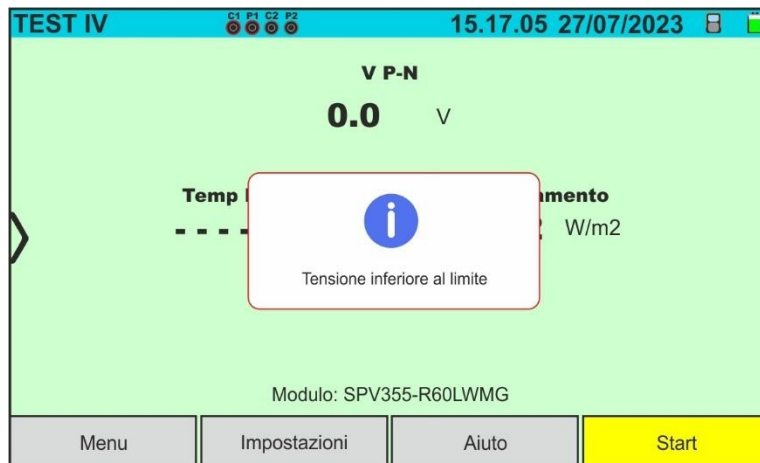 TEST IV C1 P1 C2 P2 15.17.05 27/07/2023
V P-N
0.0 V
Temp
- - - - W/m2
Tensione inferiore al limite
Modulo: SPV355-R60LWMG
Menu Impostazioni Aiuto Start